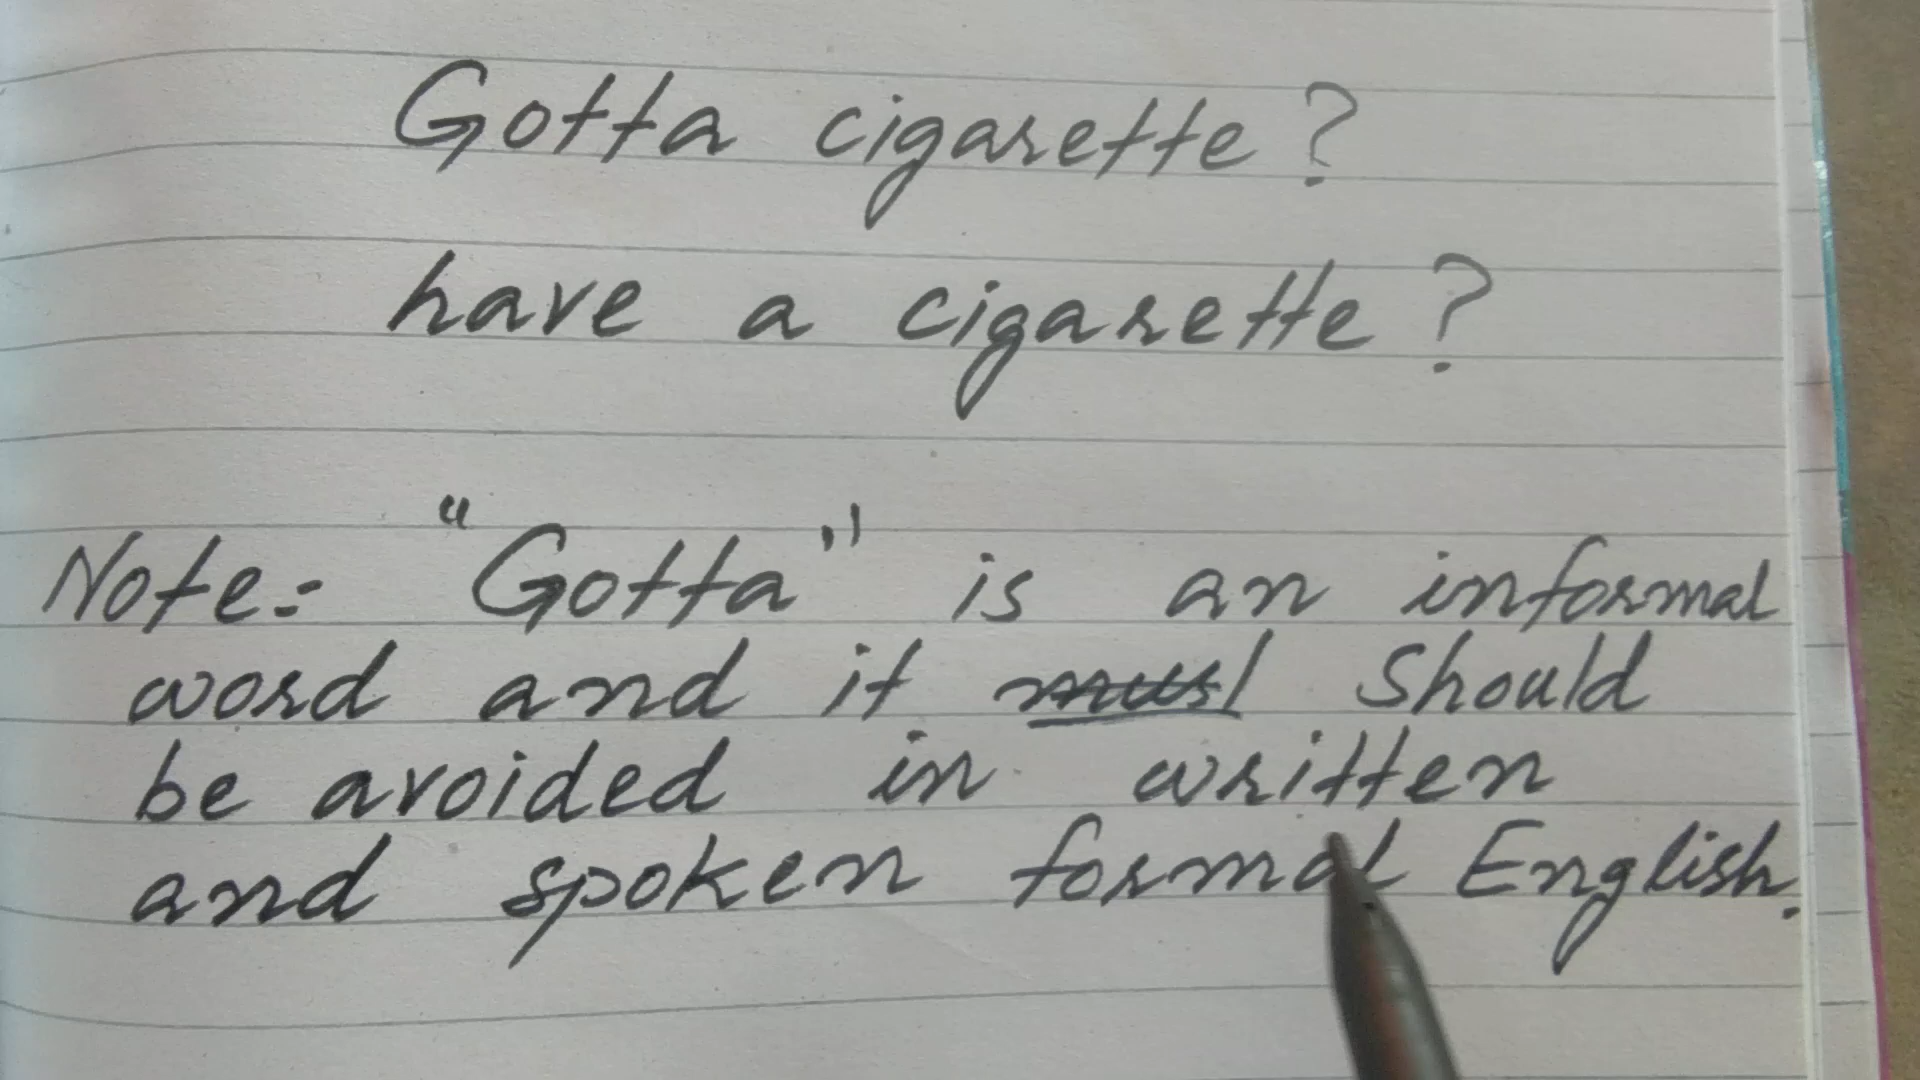 Gotta cigarette?
have a cigarette?
Note:- "Gotta" is an informal
word and it must should
be avoided in written
and spoken formal English.